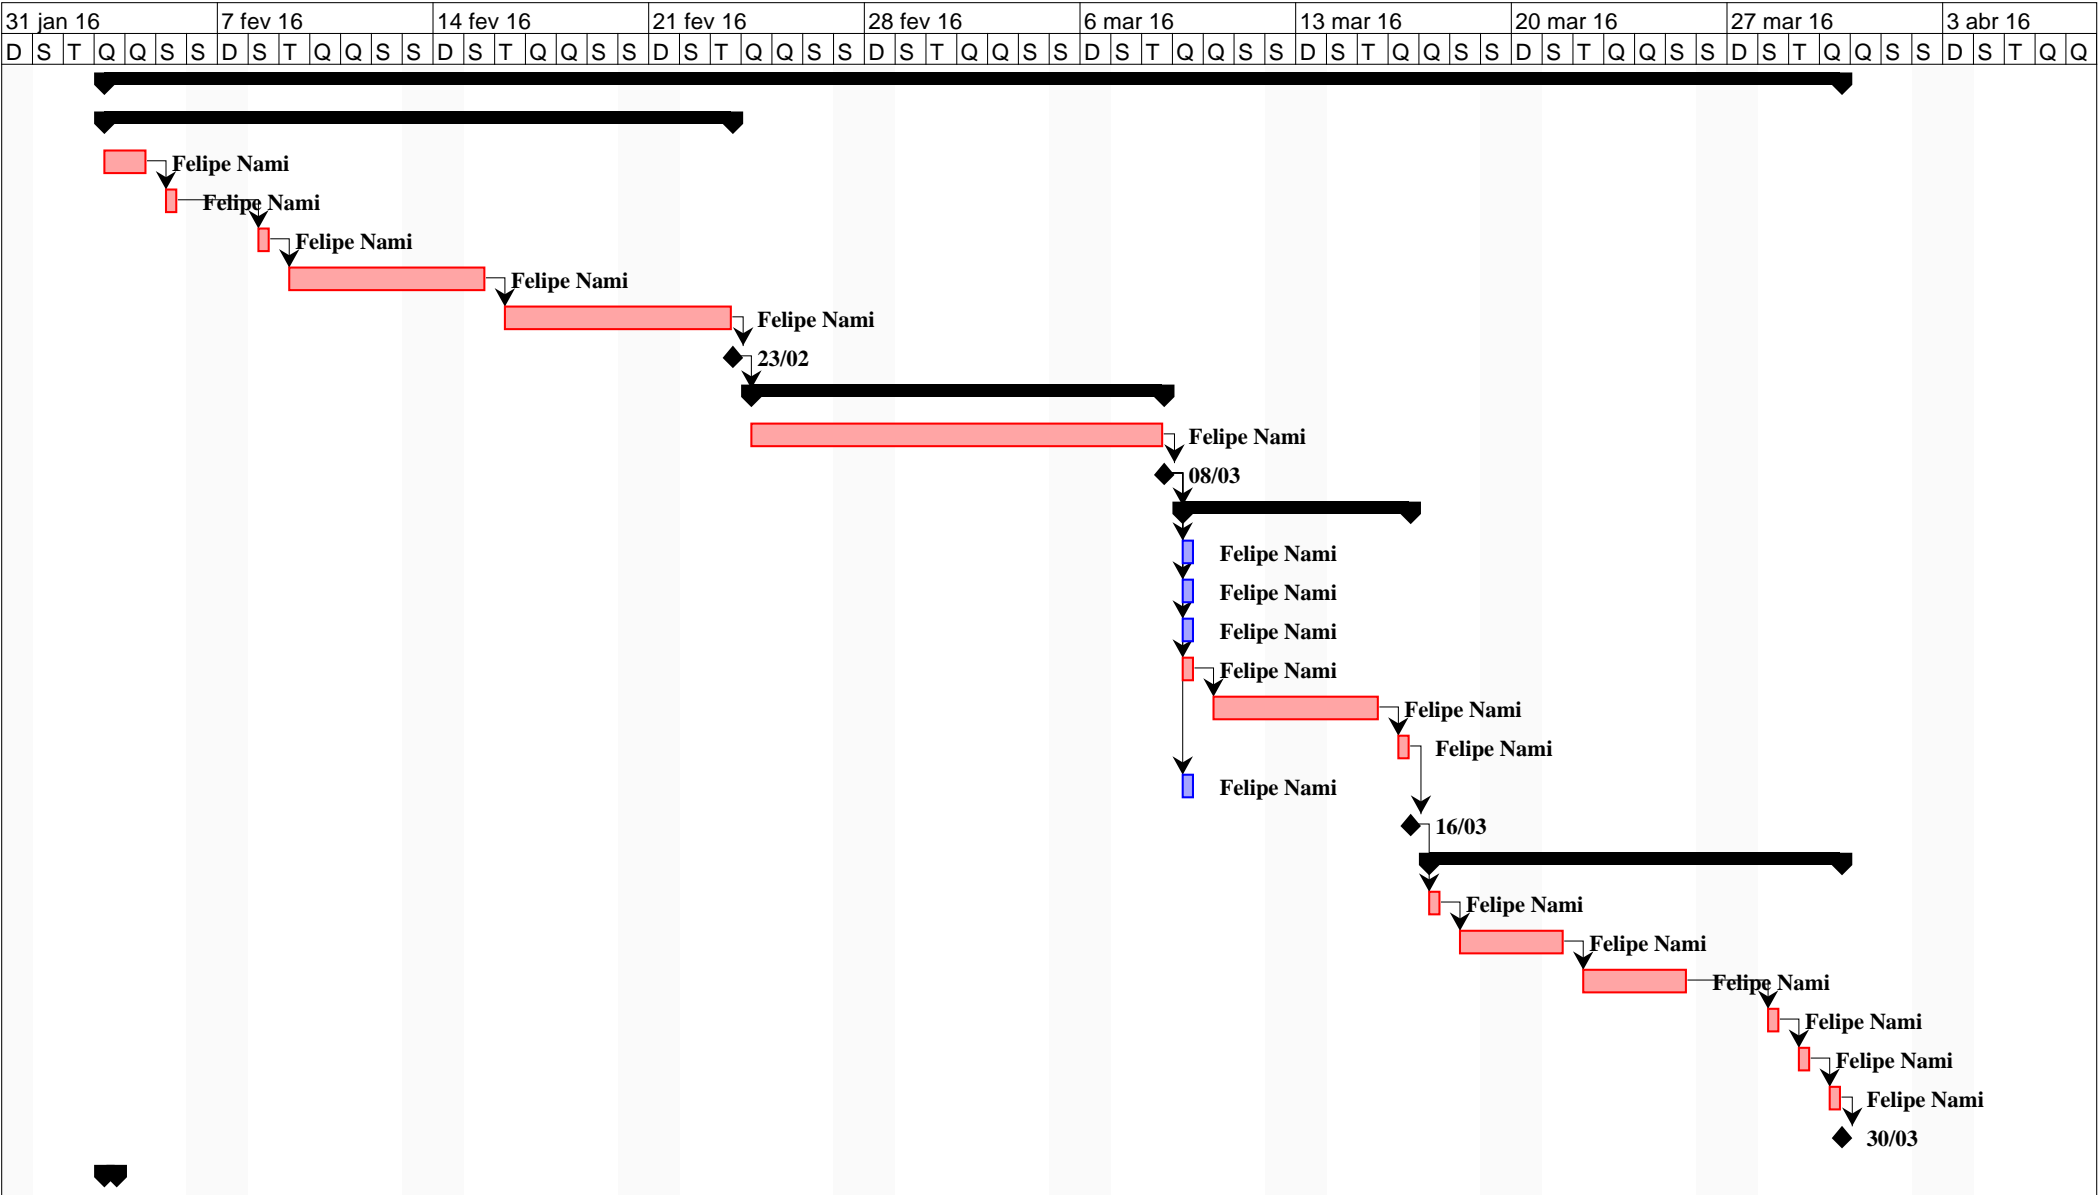 31 jan 16 7 fev 16 14 fev 16 21 fev 16 28 fev 16 6 mar 16 13 mar 16 20 mar 16 27 mar 16 3 abr 16
D S T Q Q S S D S T Q Q S S D S T Q Q S S D S T Q Q S S D S T Q Q S S D S T Q Q S S D S T Q Q S S D S T Q Q S S D S T Q Q S S D S T Q Q
Felipe Nami
Felipe Nami
Felipe Nami
Felipe Nami
Felipe Nami
23/02
Felipe Nami
08/03
Felipe Nami
Felipe Nami
Felipe Nami
Felipe Nami
Felipe Nami
Felipe Nami
Felipe Nami
16/03
Felipe Nami
Felipe Nami
Felipe Nami
Felipe Nami
Felipe Nami
Felipe Nami
30/03